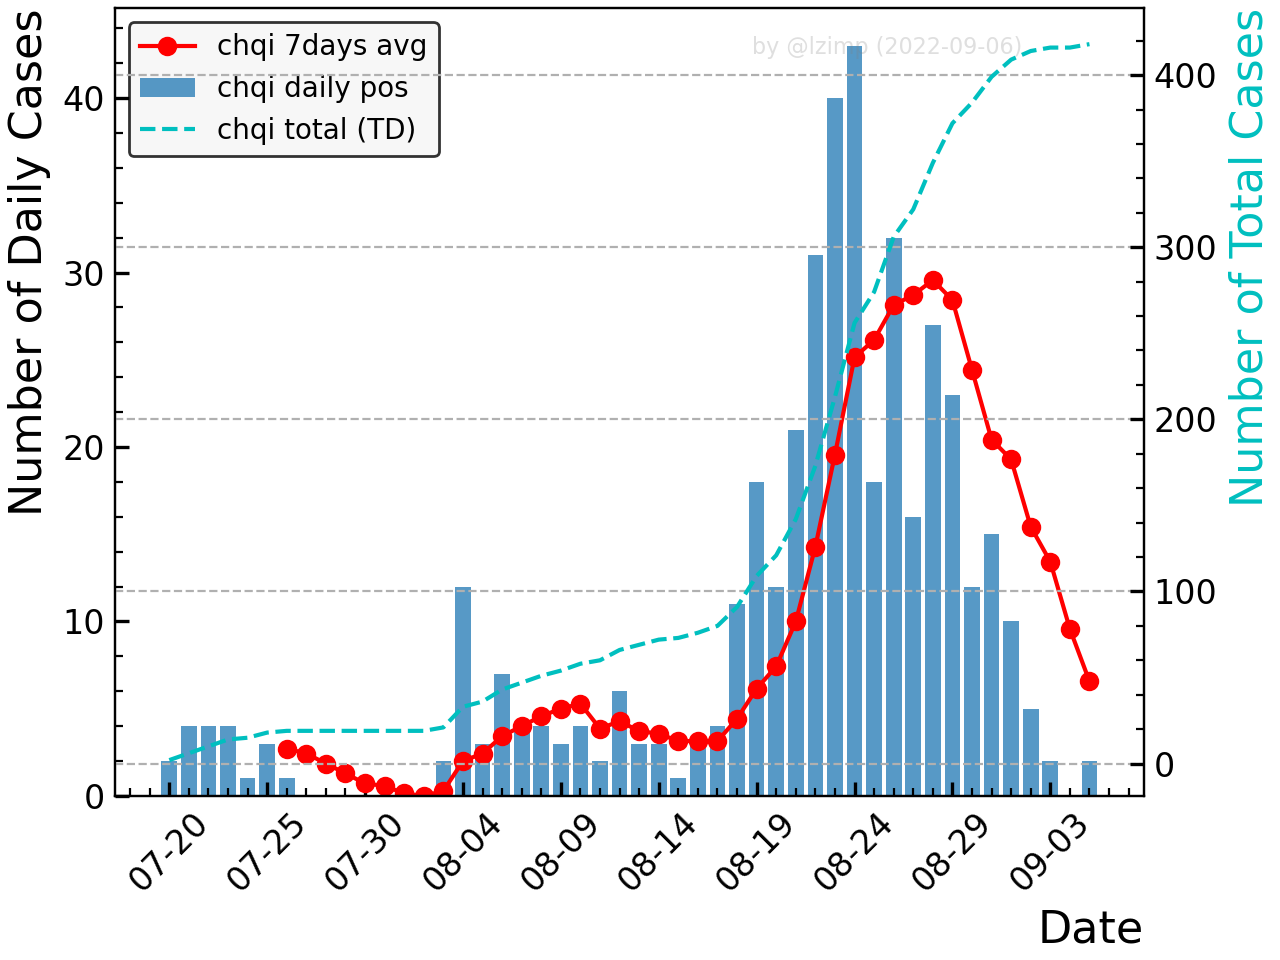 by @lzimp (2022-09-06)
chqi 7days avg
chqi daily pos
chqi total (TD)
Number of Daily Cases
40
30
20
10
0
Number of Total Cases
400
300
200
100
0
07-20
07-25
07-30
08-04
08-09
08-14
08-19
08-24
08-29
09-03
Date